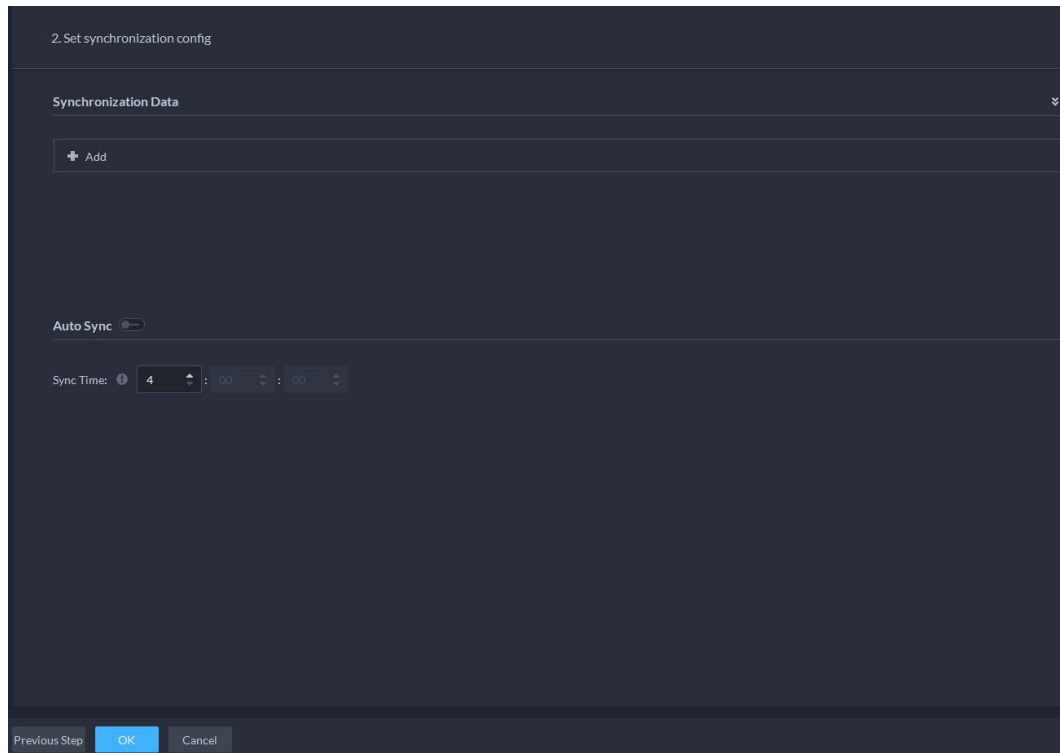 2. Set synchronization config
Synchronization Data
Add
Auto Sync
Sync Time: 4 : 00 : 00
Previous Step OK Cancel